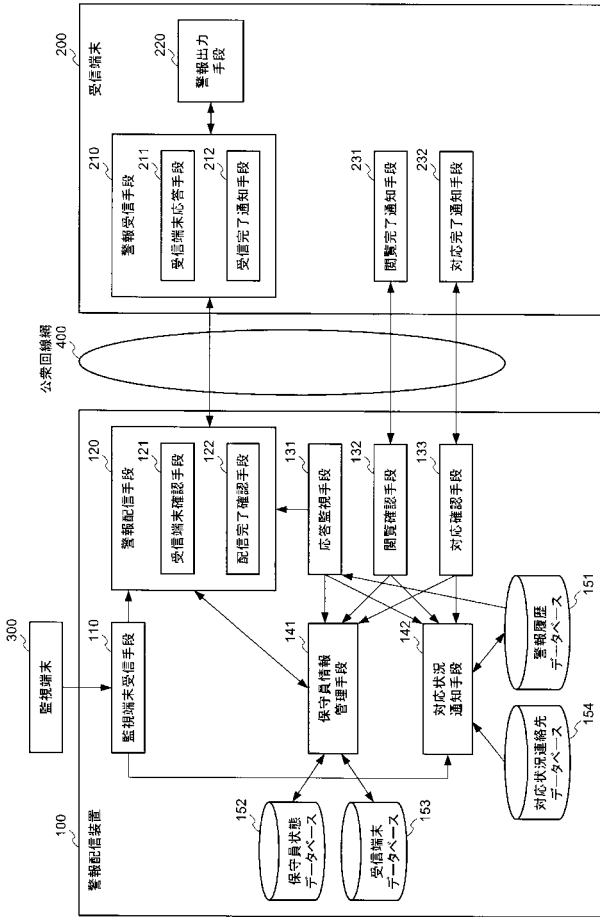 300
監視端末
100
警報配信装置
110
監視端末受信手段
120
警報配信手段
121
受信端末確認手段
122
配信完了確認手段
131
応答監視手段
132
閲覧確認手段
133
対応確認手段
141
保守員情報
管理手段
142
対応状況
通知手段
152
保守員状態
データベース
153
受信端末
データベース
151
警報履歴
データベース
154
対応状況連絡先
データベース
公衆回線網
400
200
受信端末
210
警報受信手段
211
受信端末応答手段
212
受信完了通知手段
220
警報出力
手段
231
閲覧完了通知手段
232
対応完了通知手段